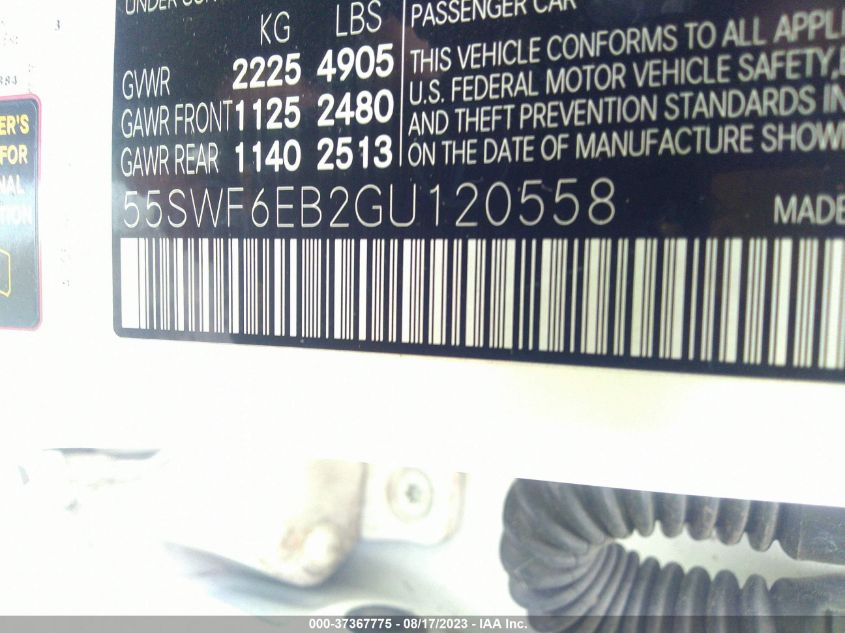 KG LBS
GVWR 2225 4905
GAWR FRONT 1125 2480
GAWR REAR 1140 2513
PASSENGER CAR
THIS VEHICLE CONFORMS TO ALL
U.S. FEDERAL MOTOR VEHICLE SAFETY,
AND THEFT PREVENTION STANDARDS IN
ON THE DATE OF MANUFACTURE
55SWF6EB2GU120558
MADE
FOR
000-37367775 - 08/17/2023 - IAA Inc.